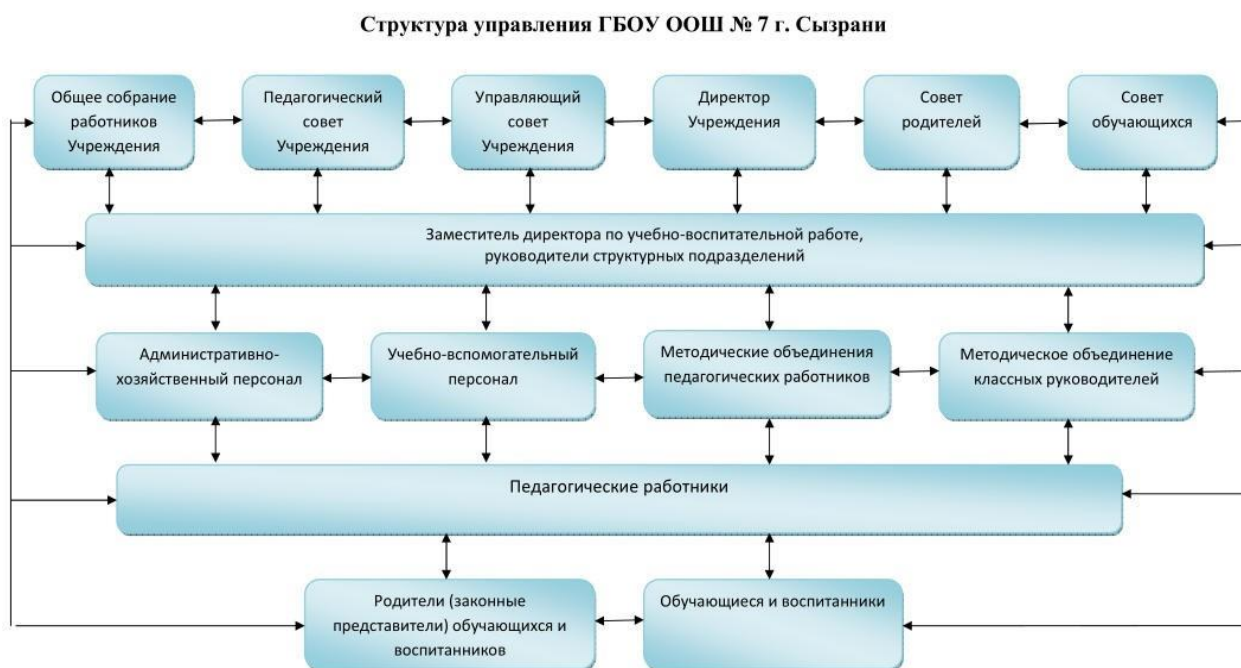 Структура управления ГБОУ ООШ № 7 г. Сызрани
Общее собрание
работников
Учреждения
Педагогический
совет
Учреждения
Управляющий
совет
Учреждения
Директор
Учреждения
Совет
родителей
Совет
обучающихся
Заместитель директора по учебно-воспитательной работе,
руководители структурных подразделений
Административно-
хозяйственный персонал
Учебно-вспомогательный
персонал
Методические объединения
педагогических работников
Методическое объединение
классных руководителей
Педагогические работники
Родители (законные
представители) обучающихся и
воспитанников
Обучающиеся и воспитанники